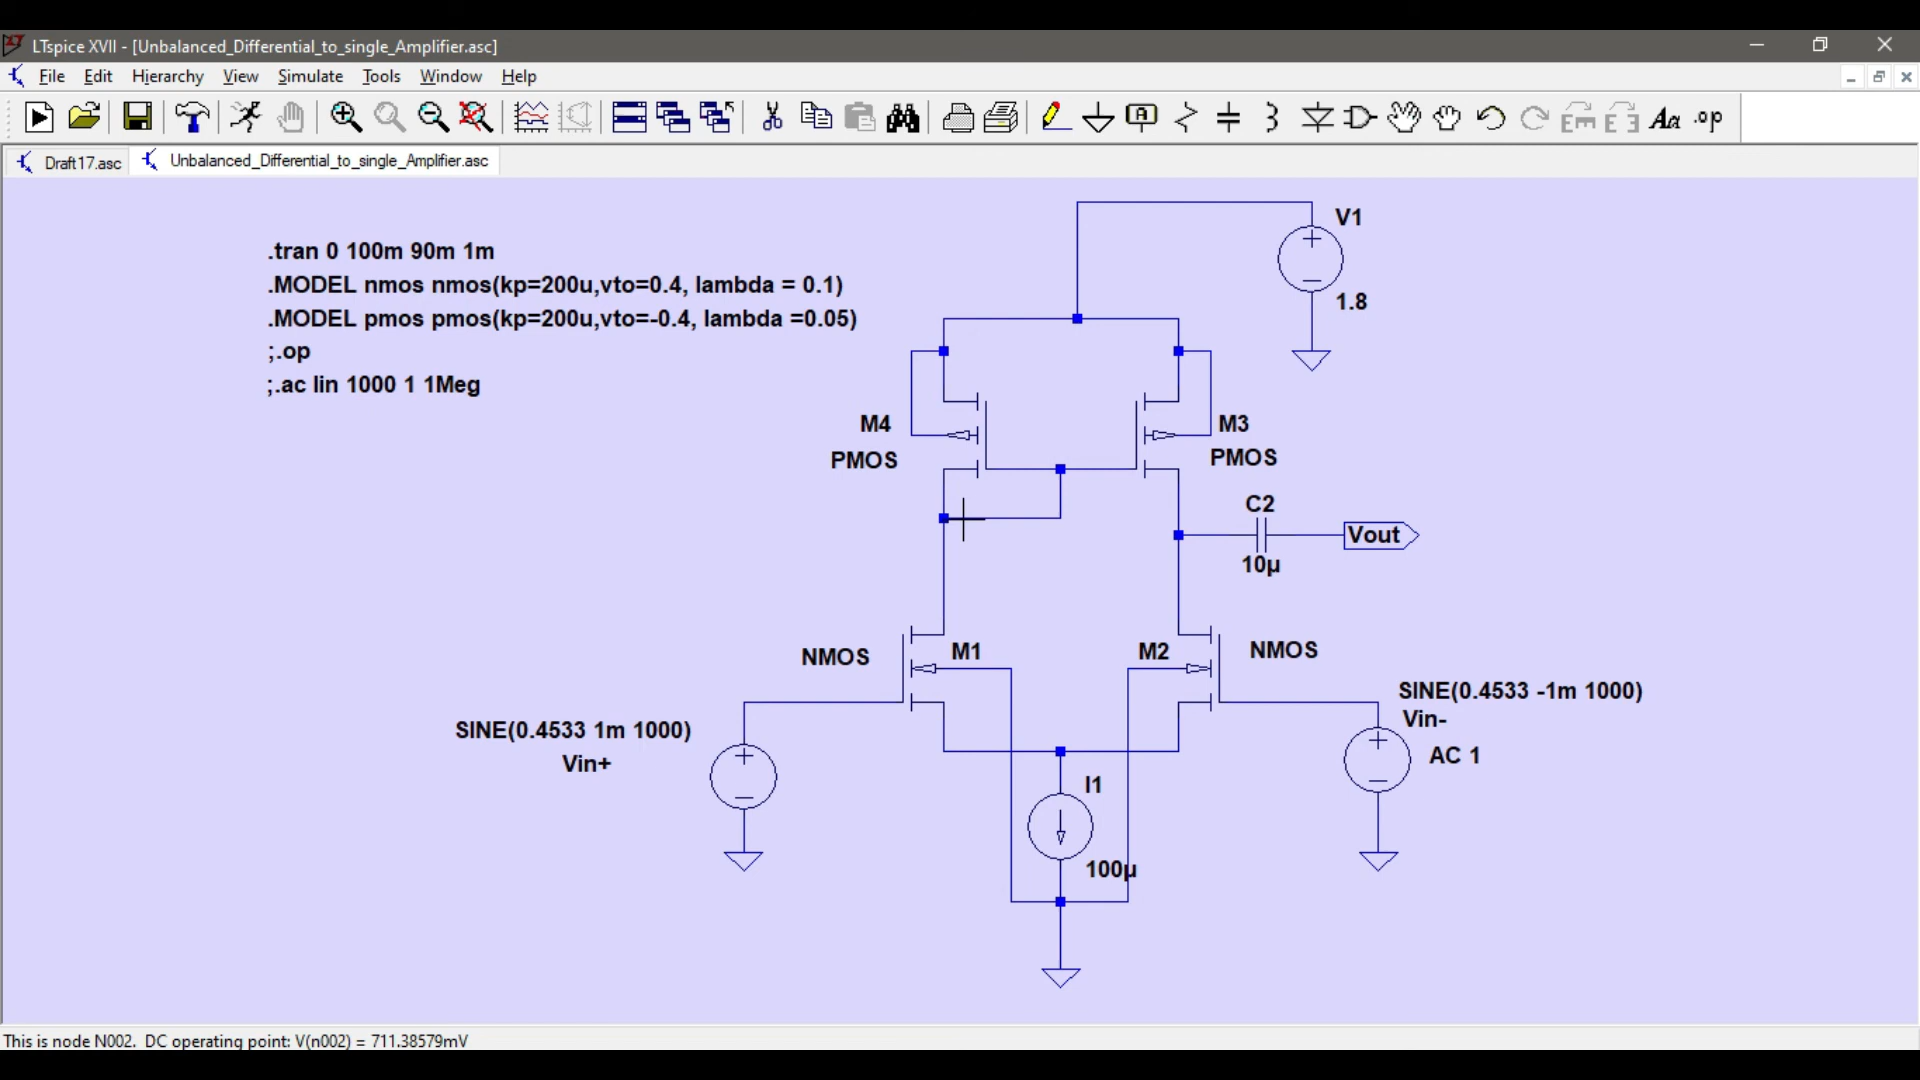 LTspice XVII - [Unbalanced_Differential_to_single_Amplifier.asc]
File Edit Hierarchy View Simulate Tools Window Help
A Aa .op
Draft17.asc Unbalanced_Differential_to_single_Amplifier.asc
.tran 0 100m 90m 1m
.MODEL nmos nmos(kp=200u,vto=0.4, lambda = 0.1)
.MODEL pmos pmos(kp=200u,vto=-0.4, lambda =0.05)
;.op
;.ac lin 1000 1 1Meg
V1
1.8
M4
PMOS
M3
PMOS
C2
10µ
Vout
NMOS
M1
M2
NMOS
SINE(0.4533 1m 1000)
Vin+
SINE(0.4533 -1m 1000)
Vin-
AC 1
I1
100µ
This is node N002. DC operating point: V(n002) = 711.38579mV